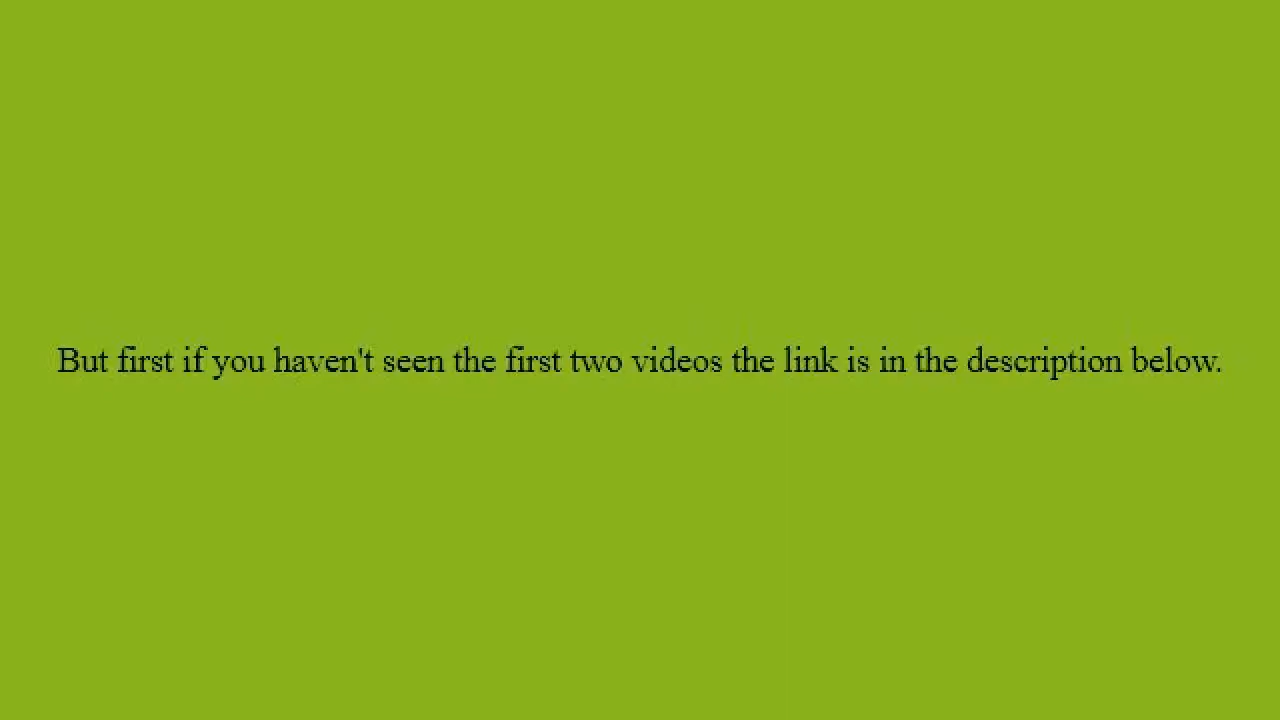 But first if you haven't seen the first two videos the link is in the description below.